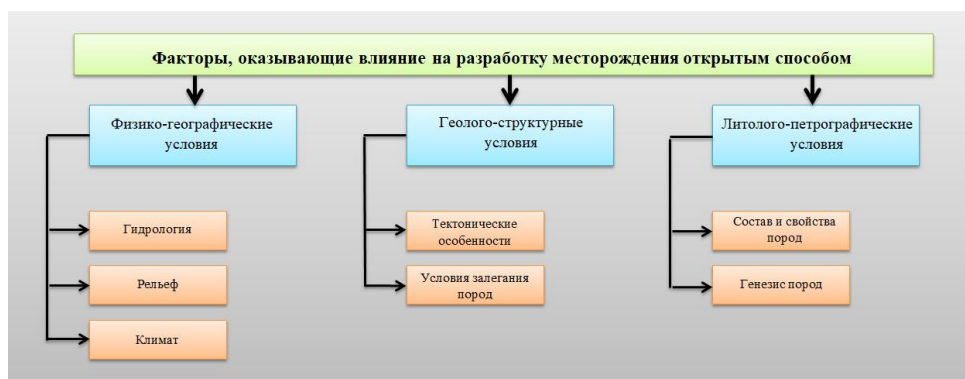 Факторы, оказывающие влияние на разработку месторождения открытым способом
Физико-географические
условия
Гидрология
Рельеф
Климат
Геолого-структурные
условия
Тектонические
особенности
Условия залегания
пород
Литолого-петрографические
условия
Состав и свойства
пород
Генезис пород